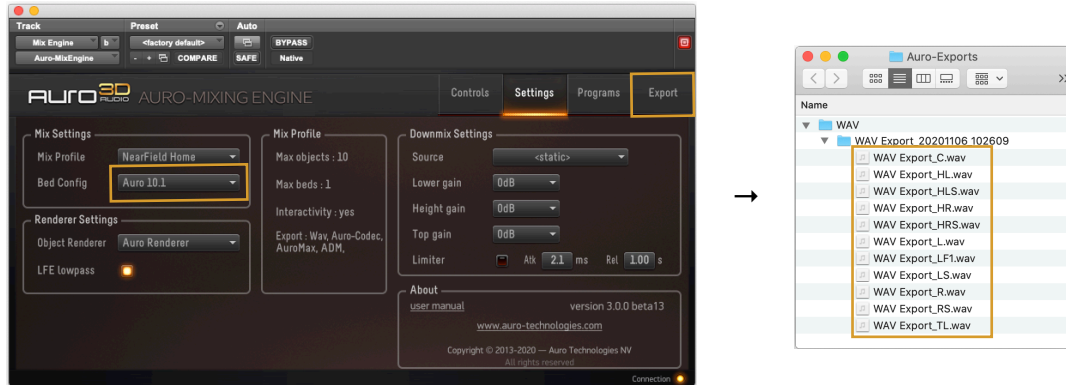 Track Preset Auto
Mix Engine b <factory default>
Auro-MixEngine - + COMPARE SAFE
BYPASS
Native
AURO 3D AUDIO AURO-MIXING ENGINE
Controls Settings Programs Export
Mix Settings
Mix Profile NearField Home
Bed Config Auro 10.1
Renderer Settings
Object Renderer Auro Renderer
LFE lowpass
Mix Profile
Max objects : 10
Max beds : 1
Interactivity : yes
Export : Wav, Auro-Codec,
AuroMax, ADM,
Downmix Settings
Source <static>
Lower gain 0dB
Height gain 0dB
Top gain 0dB
Limiter Atk 2.1 ms Rel 1.00 s
About
user manual version 3.0.0 beta13
www.auro-technologies.com
Copyright © 2013-2020 — Auro Technologies NV
All rights reserved
Connection
→
Auro-Exports
Name
WAV
WAV Export_20201106 102609
WAV Export_C.wav
WAV Export_HL.wav
WAV Export_HLS.wav
WAV Export_HR.wav
WAV Export_HRS.wav
WAV Export_L.wav
WAV Export_LF1.wav
WAV Export_LS.wav
WAV Export_R.wav
WAV Export_RS.wav
WAV Export_TL.wav